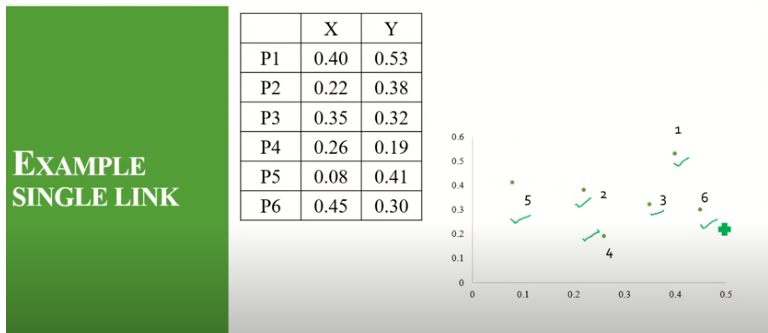 EXAMPLE
SINGLE LINK
X Y
P1 0.40 0.53
P2 0.22 0.38
P3 0.35 0.32
P4 0.26 0.19
P5 0.08 0.41
P6 0.45 0.30
1
0.6
0.5
0.4
0.3
0.2
0.1
0
5
2
3
6
4
0 0.1 0.2 0.3 0.4 0.5